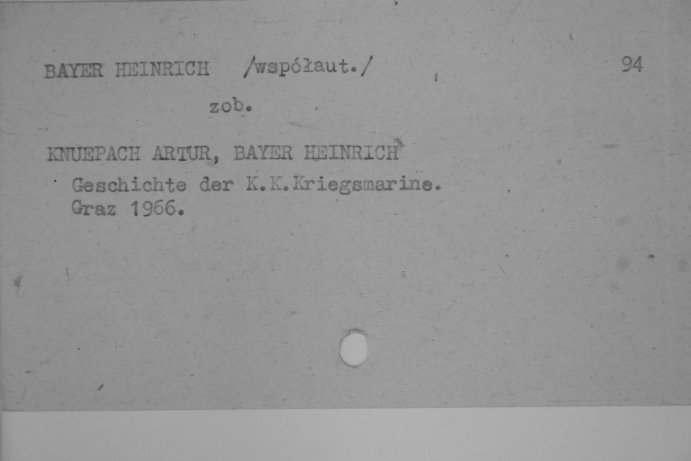 BAYER HEINRICH /współaut./ 94
zob.
KNUEPACH ARTUR, BAYER HEINRICH
Geschichte der K.K.Kriegsmarine.
Graz 1966.